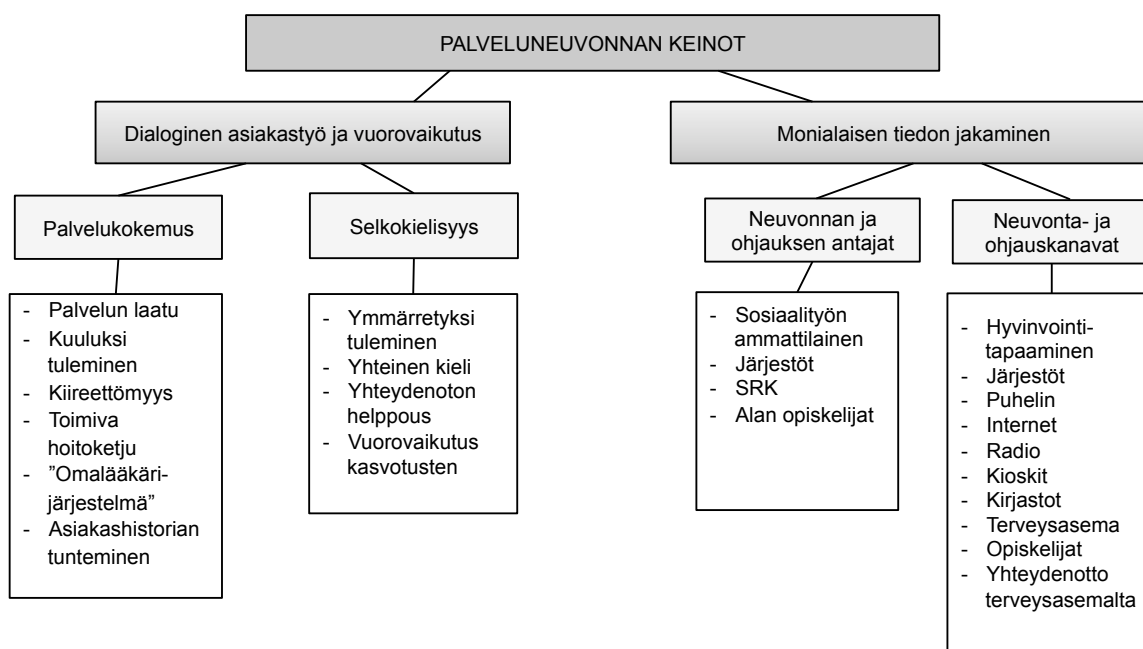 PALVELUNEUVONNAN KEINOT
Dialoginen asiakastyö ja vuorovaikutus
Monialaisen tiedon jakaminen
Palvelukokemus
Selkokielisyys
Neuvonnan ja
ohjauksen antajat
Neuvonta- ja
ohjauskanavat
- Palvelun laatu
- Kuuluksi
tuleminen
- Kiireettömyys
- Toimiva
hoitoketju
- ”Omalääkäri-
järjestelmä”
- Asiakashistorian
tunteminen
- Ymmärretyksi
tuleminen
- Yhteinen kieli
- Yhteydenoton
helppous
- Vuorovaikutus
kasvotusten
- Sosiaalityön
ammattilainen
- Järjestöt
- SRK
- Alan opiskelijat
- Hyvinvointi-
tapaaminen
- Järjestöt
- Puhelin
- Internet
- Radio
- Kioskit
- Kirjastot
- Terveysasema
- Opiskelijat
- Yhteydenotto
terveysasemalta